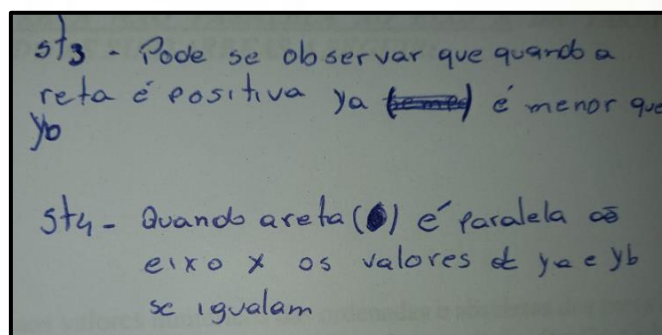 st3 - Pode se observar que quando a
reta é positiva ya é menor que
yb
st4 - Quando a reta () é paralela ao
eixo x os valores de ya e yb
se igualam